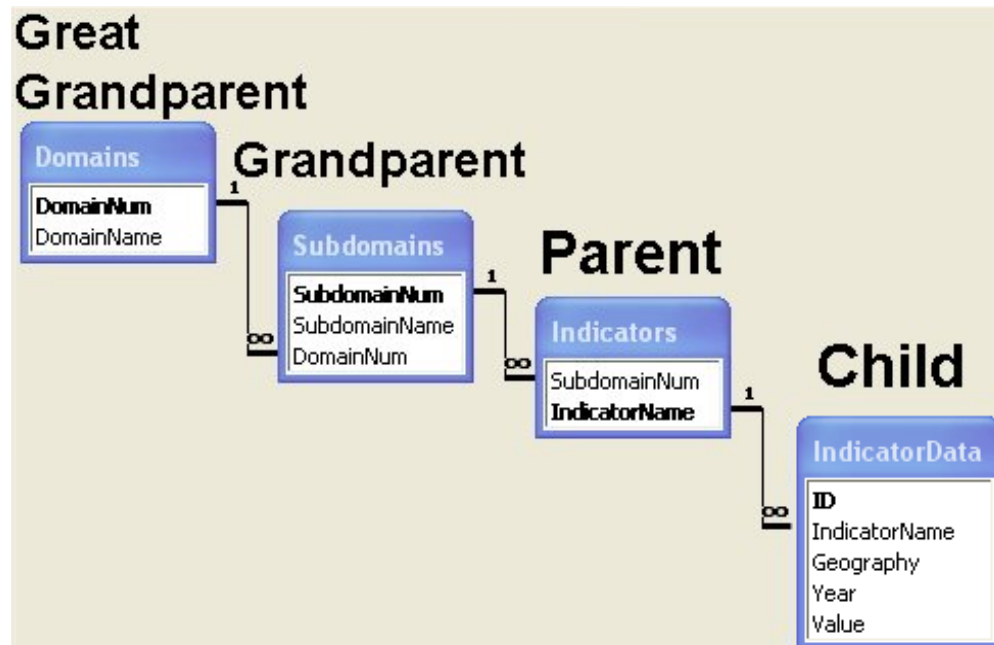 Great
Grandparent
Domains
DomainNum
DomainName
Grandparent
1
∞
Subdomains
SubdomainNum
SubdomainName
DomainNum
Parent
1
∞
Indicators
SubdomainNum
IndicatorName
Child
1
∞
IndicatorData
ID
IndicatorName
Geography
Year
Value